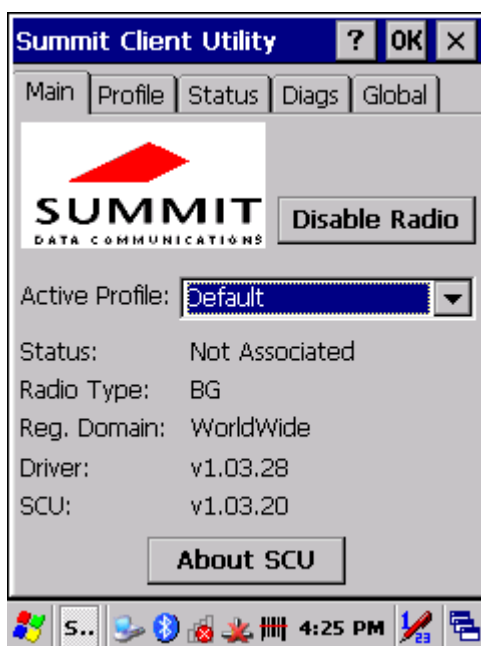 Summit Client Utility ? OK ×
Main Profile Status Diags Global
SUMMIT
DATA COMMUNICATIONS
Disable Radio
Active Profile: Default
Status: Not Associated
Radio Type: BG
Reg. Domain: WorldWide
Driver: v1.03.28
SCU: v1.03.20
About SCU
S.. 4:25 PM 23